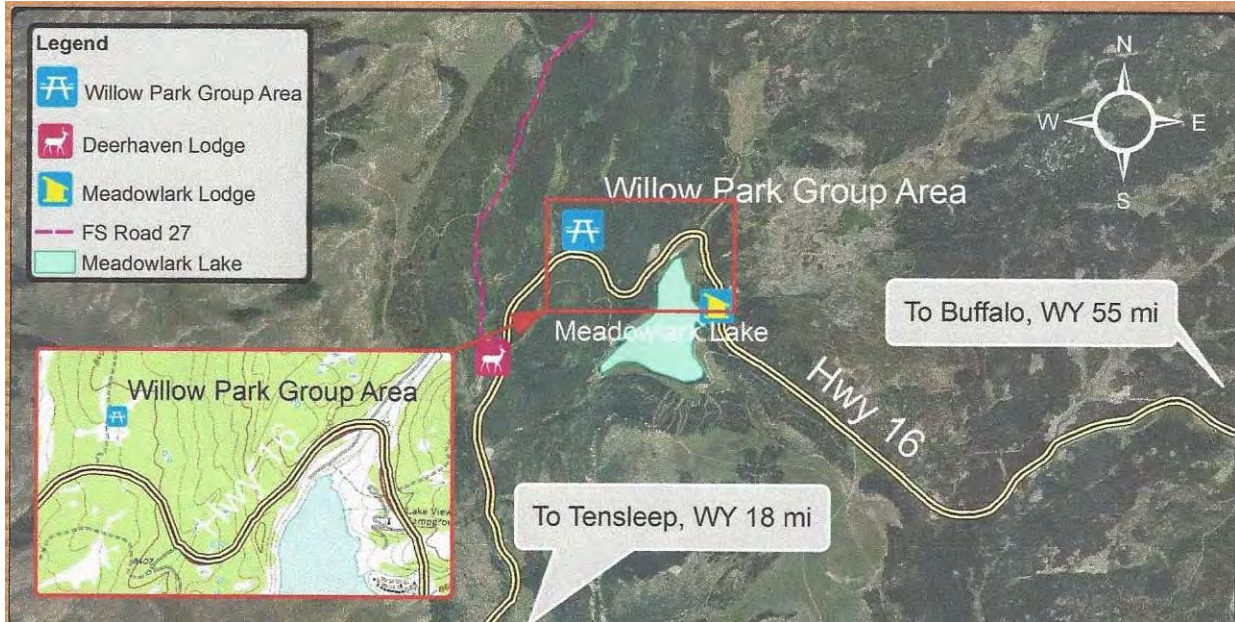 Legend
Willow Park Group Area
Deerhaven Lodge
Meadowlark Lodge
FS Road 27
Meadowlark Lake
N
W
E
S
Willow Park Group Area
To Buffalo, WY 55 mi
Meadowlark Lake
Hwy 16
To Tensleep, WY 18 mi
Willow Park Group Area
Hwy 16
Lake View